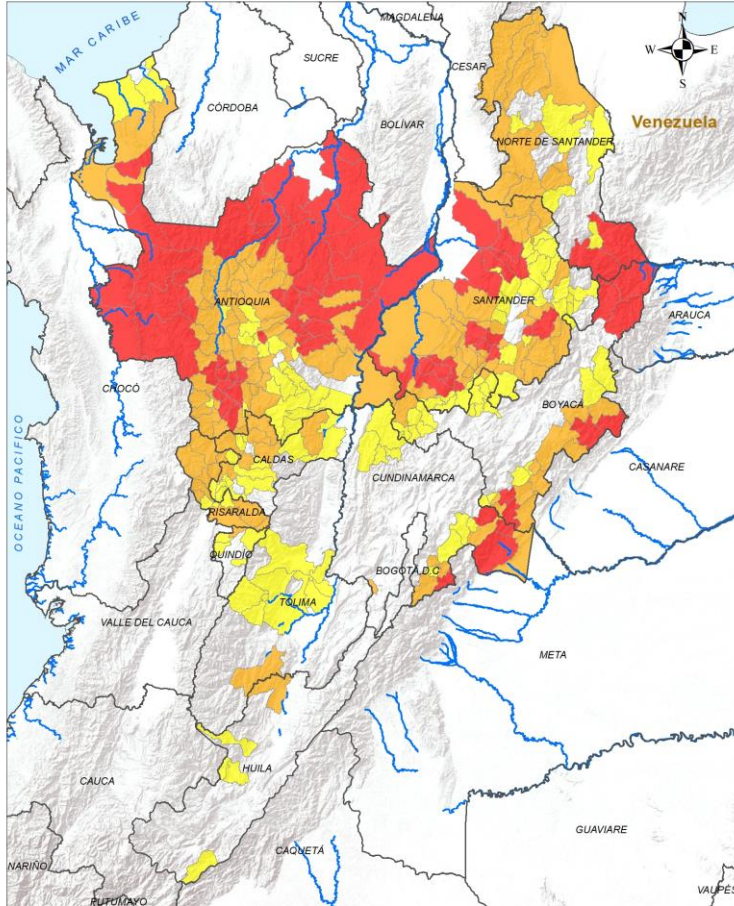 MAGDALENA
N
W
E
S
MAR CARIBE
SUCRE
CESAR
CÓRDOBA
BOLÍVAR
Venezuela
NORTE DE SANTANDER
ANTIOQUIA
SANTANDER
ARAUCA
CHOCÓ
BOYACÁ
CALDAS
CUNDINAMARCA
CASANARE
OCEANO PACIFICO
RISARALDA
QUINDÍO
BOGOTÁ, D.C
TOLIMA
VALLE DEL CAUCA
META
HUILA
CAUCA
GUAVIARE
CAQUETÁ
NARIÑO
PUTUMAYO
VAUPÉS